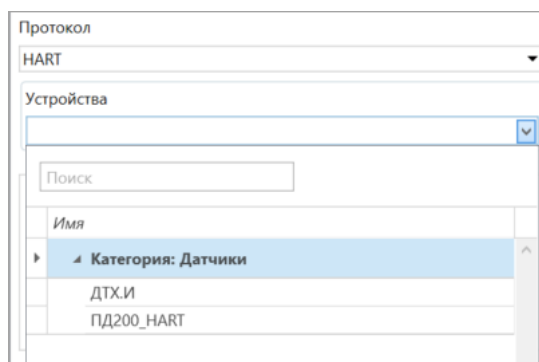 Протокол
HART
Устройства
Поиск
Имя
Категория: Датчики
ДТХ.И
ПД200_HART